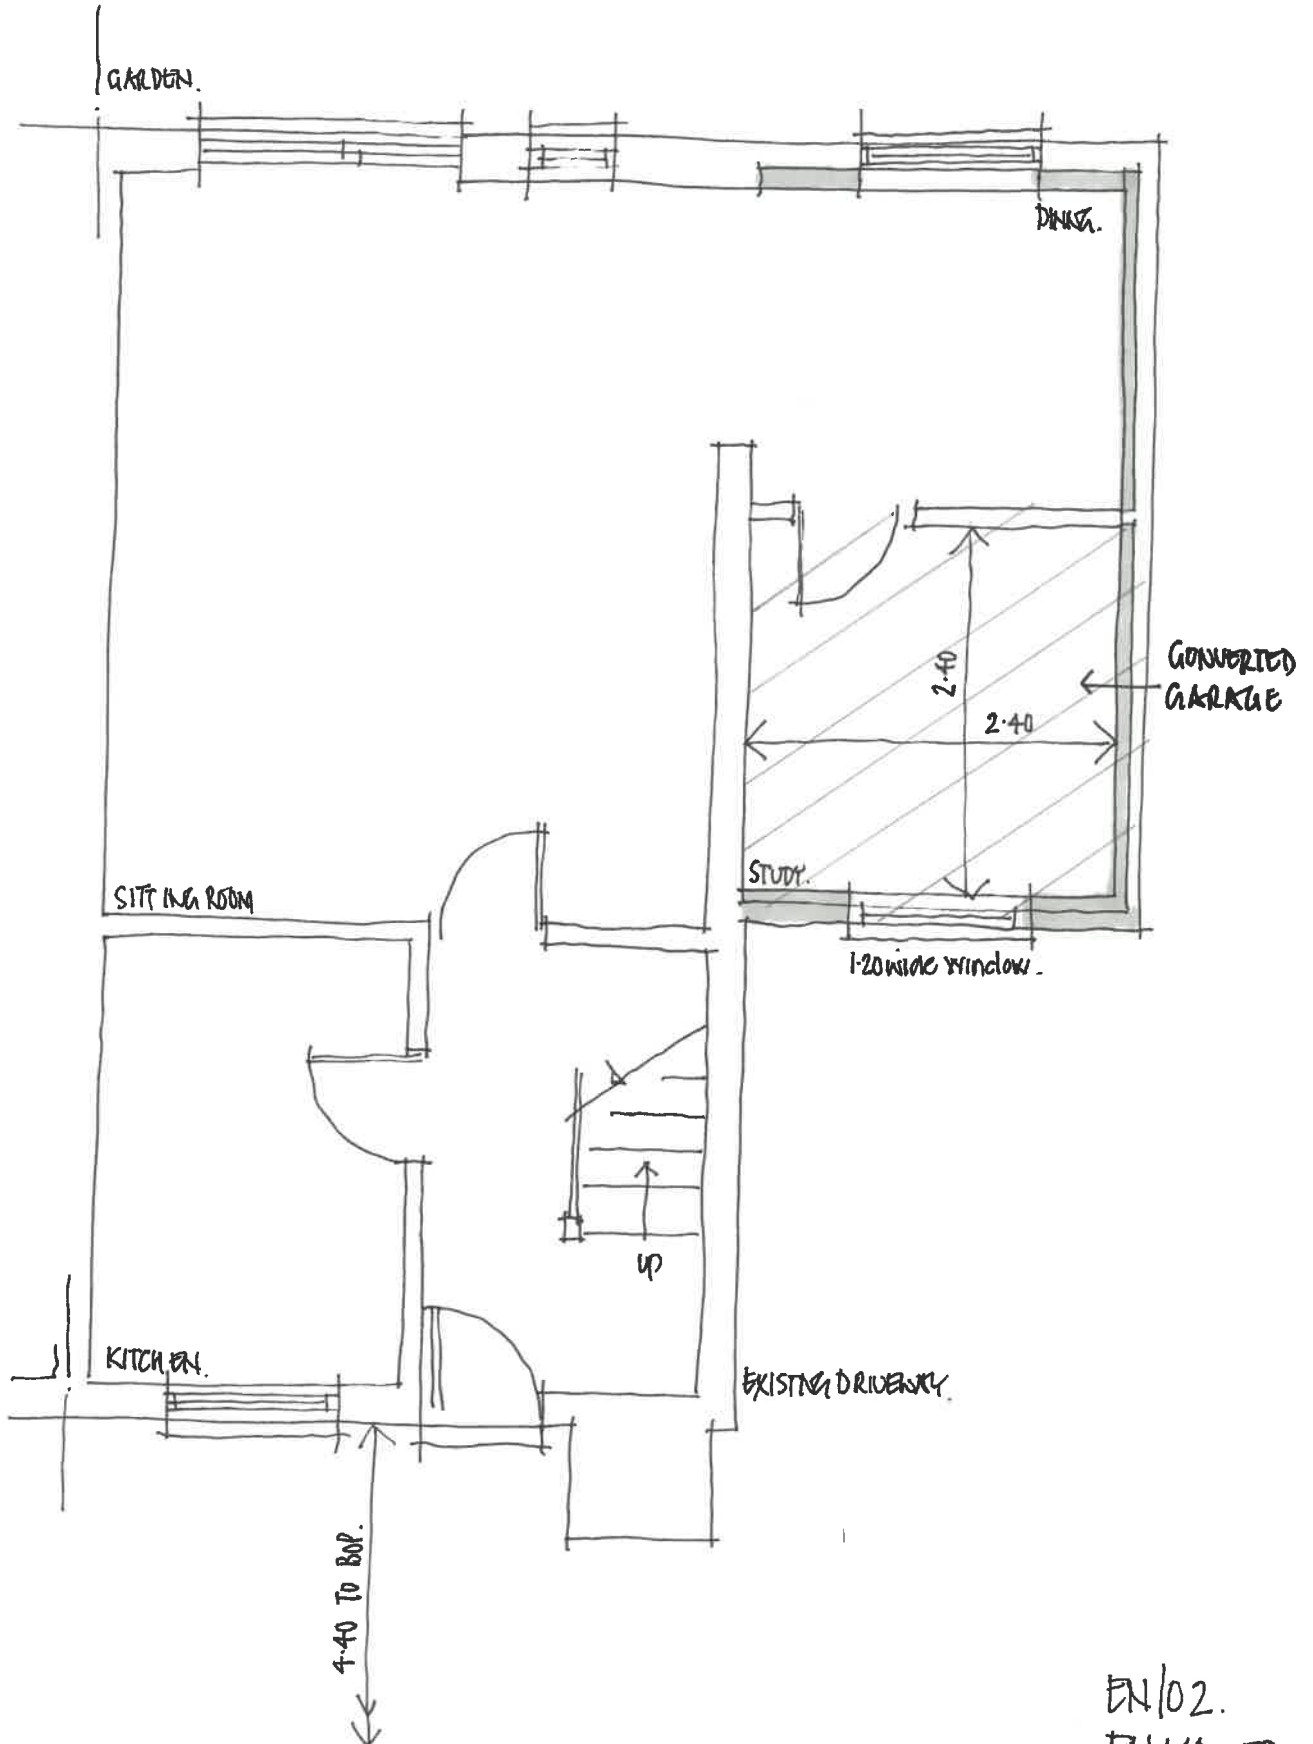 GARDEN.
DINNG.
2.40
2.40
CONVERTED
GARAGE
SITTING ROOM
STUDY.
1.20 wide window.
UP
KITCHEN.
EXISTING DRIVEWAY.
4.40 TO BOP.
EN/02.